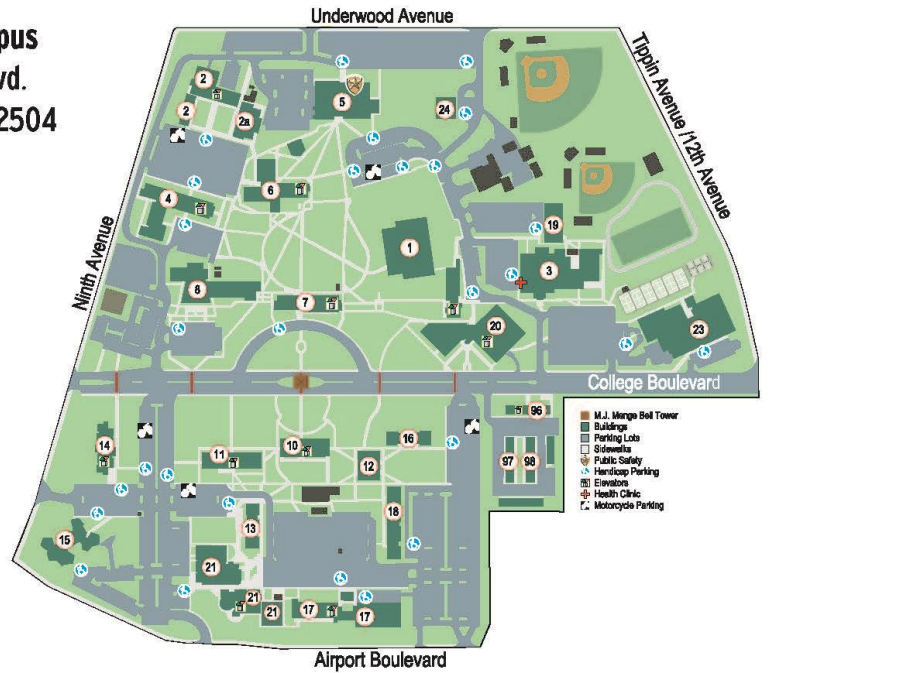 Underwood Avenue
pus
vd.
2504
Tippin Avenue /12th Avenue
Ninth Avenue
2
2
2a
5
24
4
6
1
19
3
8
7
20
23
College Boulevard
96
14
11
10
16
12
97
98
13
18
15
21
21
21
17
17
M.J. Menge Bell Tower
Buildings
Parking Lots
Sidewalks
Public Safety
Handicap Parking
Elevators
Health Clinic
Motorcycle Parking
Airport Boulevard